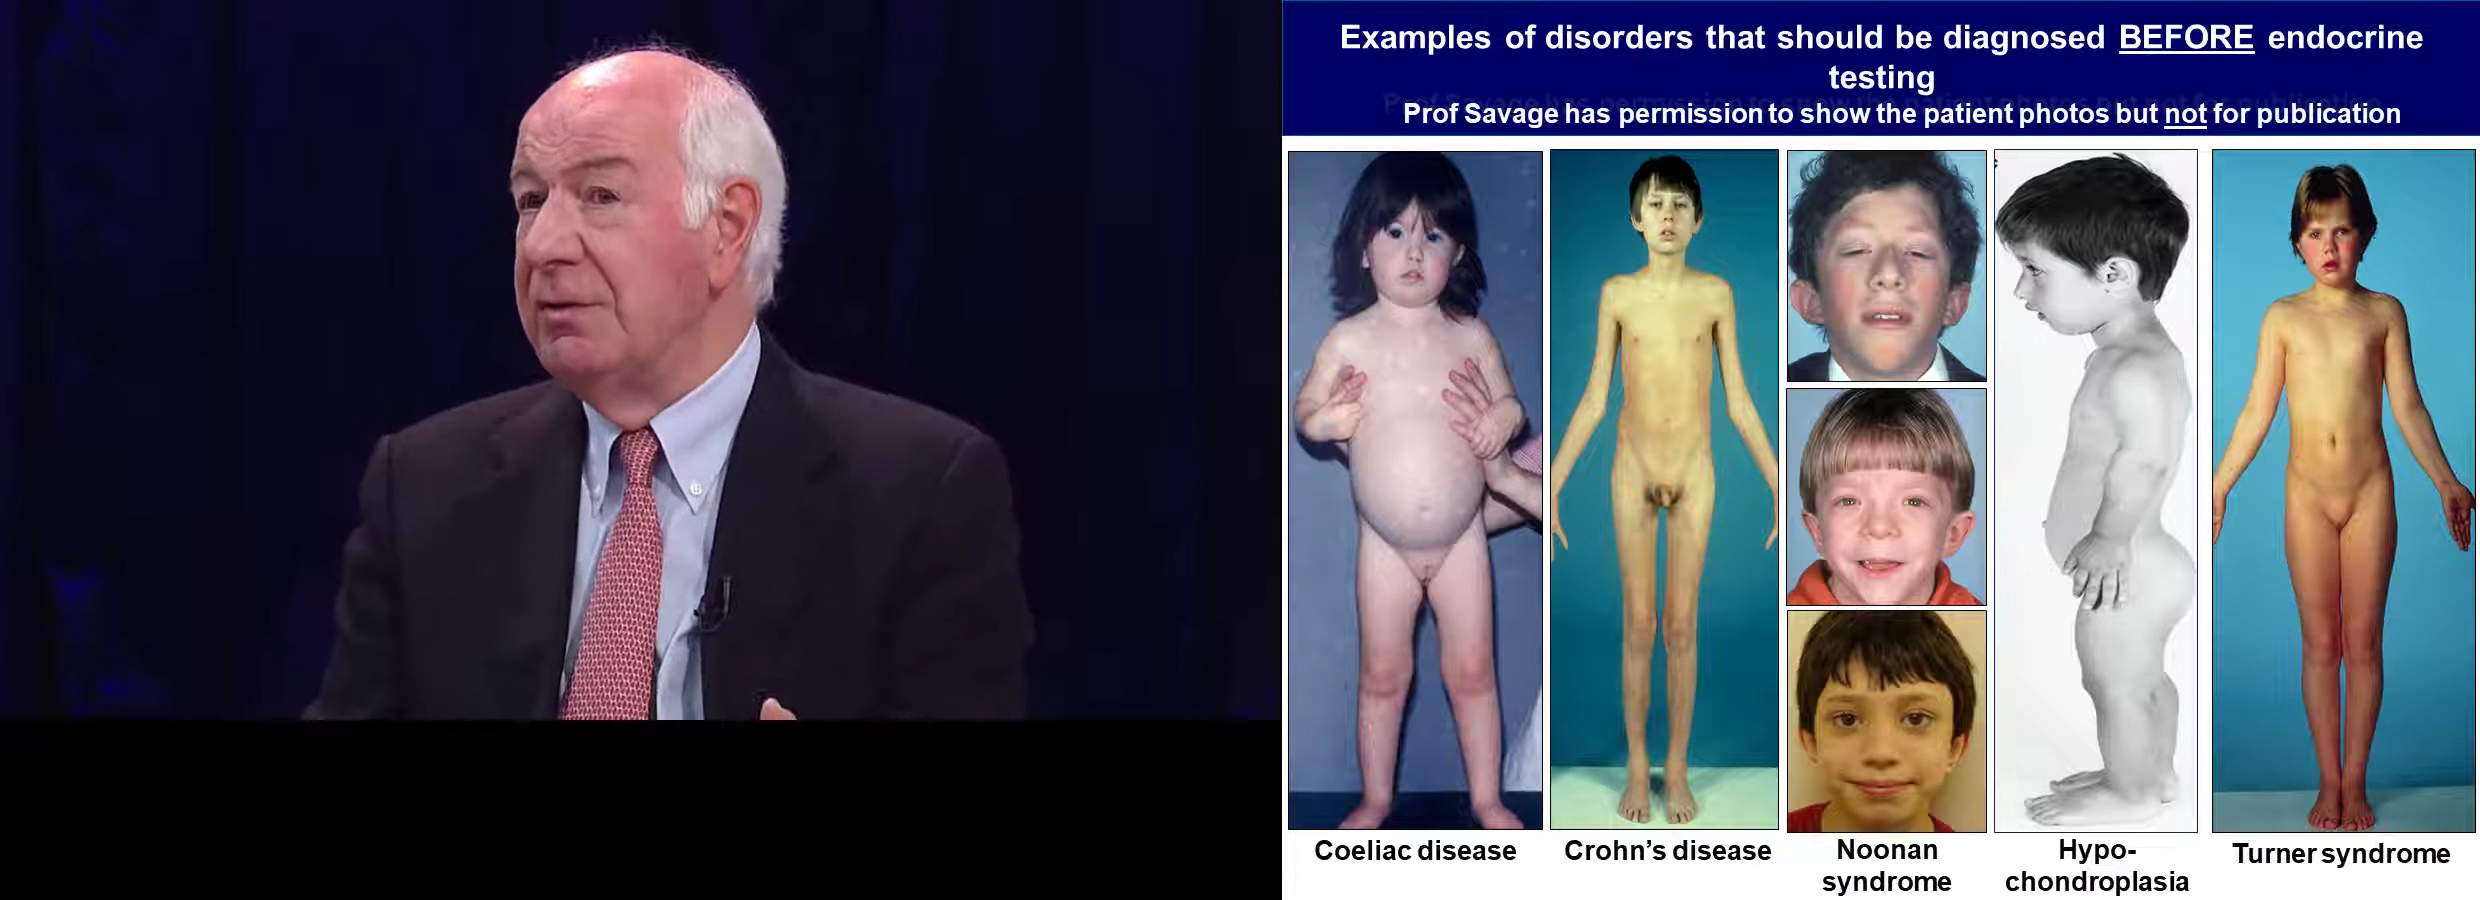 Examples of disorders that should be diagnosed BEFORE endocrine
testing
Prof Savage has permission to show the patient photos but not for publication
Coeliac disease
Crohn's disease
Noonan
syndrome
Hypo-
chondroplasia
Turner syndrome